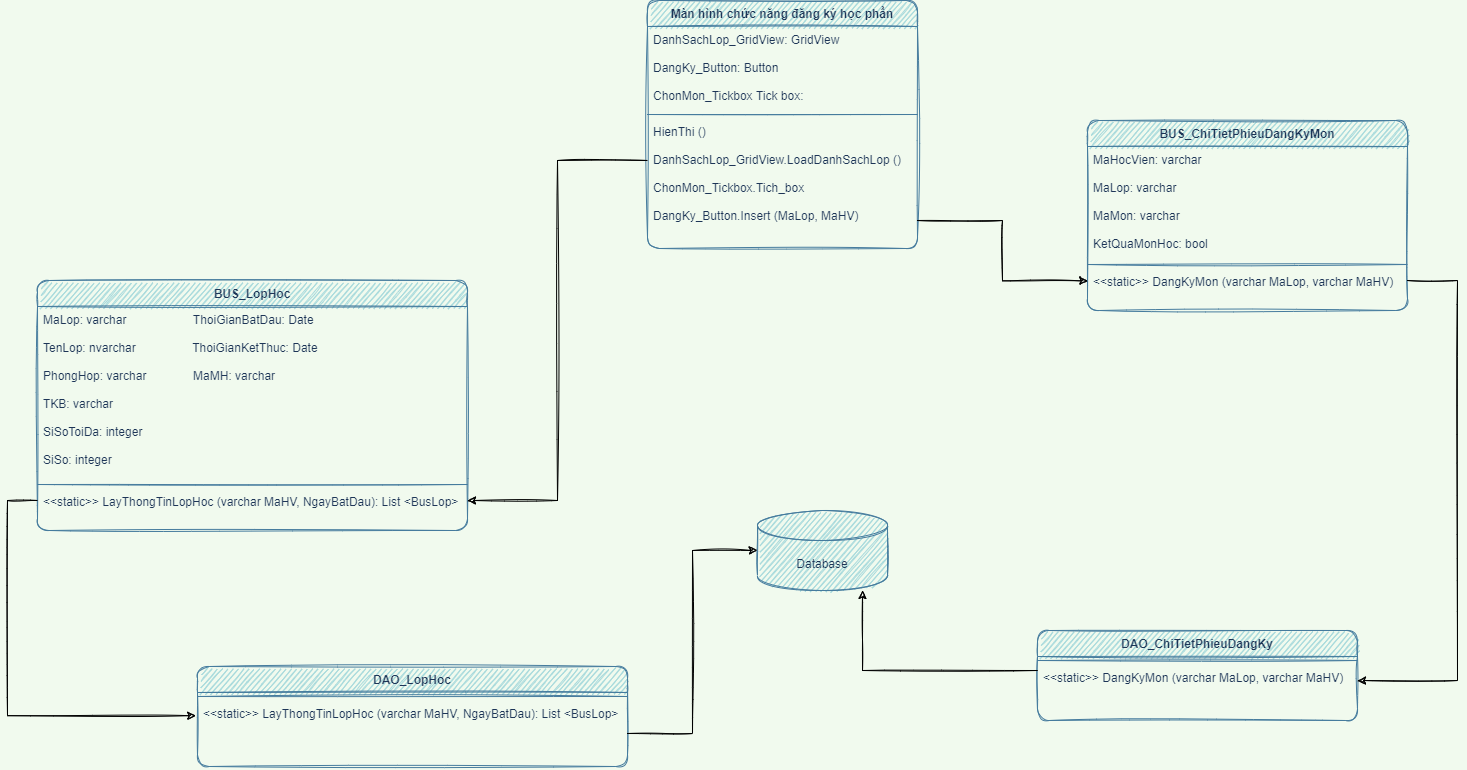 Màn hình chức năng đăng ký học phần
DanhSachLop_GridView: GridView
DangKy_Button: Button
ChonMon_Tickbox Tick box:
HienThi ()
DanhSachLop_GridView.LoadDanhSachLop ()
ChonMon_Tickbox.Tich_box
DangKy_Button.Insert (MaLop, MaHV)
BUS_ChiTietPhieuDangKyMon
MaHocVien: varchar
MaLop: varchar
MaMon: varchar
KetQuaMonHoc: bool
<<static>> DangKyMon (varchar MaLop, varchar MaHV)
BUS_LopHoc
MaLop: varchar ThoiGianBatDau: Date
TenLop: nvarchar ThoiGianKetThuc: Date
PhongHop: varchar MaMH: varchar
TKB: varchar
SiSoToiDa: integer
SiSo: integer
<<static>> LayThongTinLopHoc (varchar MaHV, NgayBatDau): List <BusLop>
Database
DAO_ChiTietPhieuDangKy
<<static>> DangKyMon (varchar MaLop, varchar MaHV)
DAO_LopHoc
<<static>> LayThongTinLopHoc (varchar MaHV, NgayBatDau): List <BusLop>